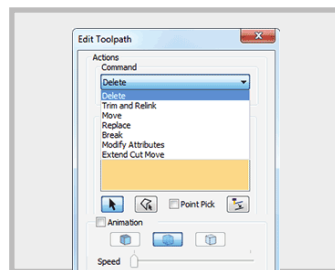 Edit Toolpath
Actions
Command
Delete
Delete
Trim and Relink
Move
Replace
Break
Modify Attributes
Extend Cut Move
Point Pick
Animation
Speed